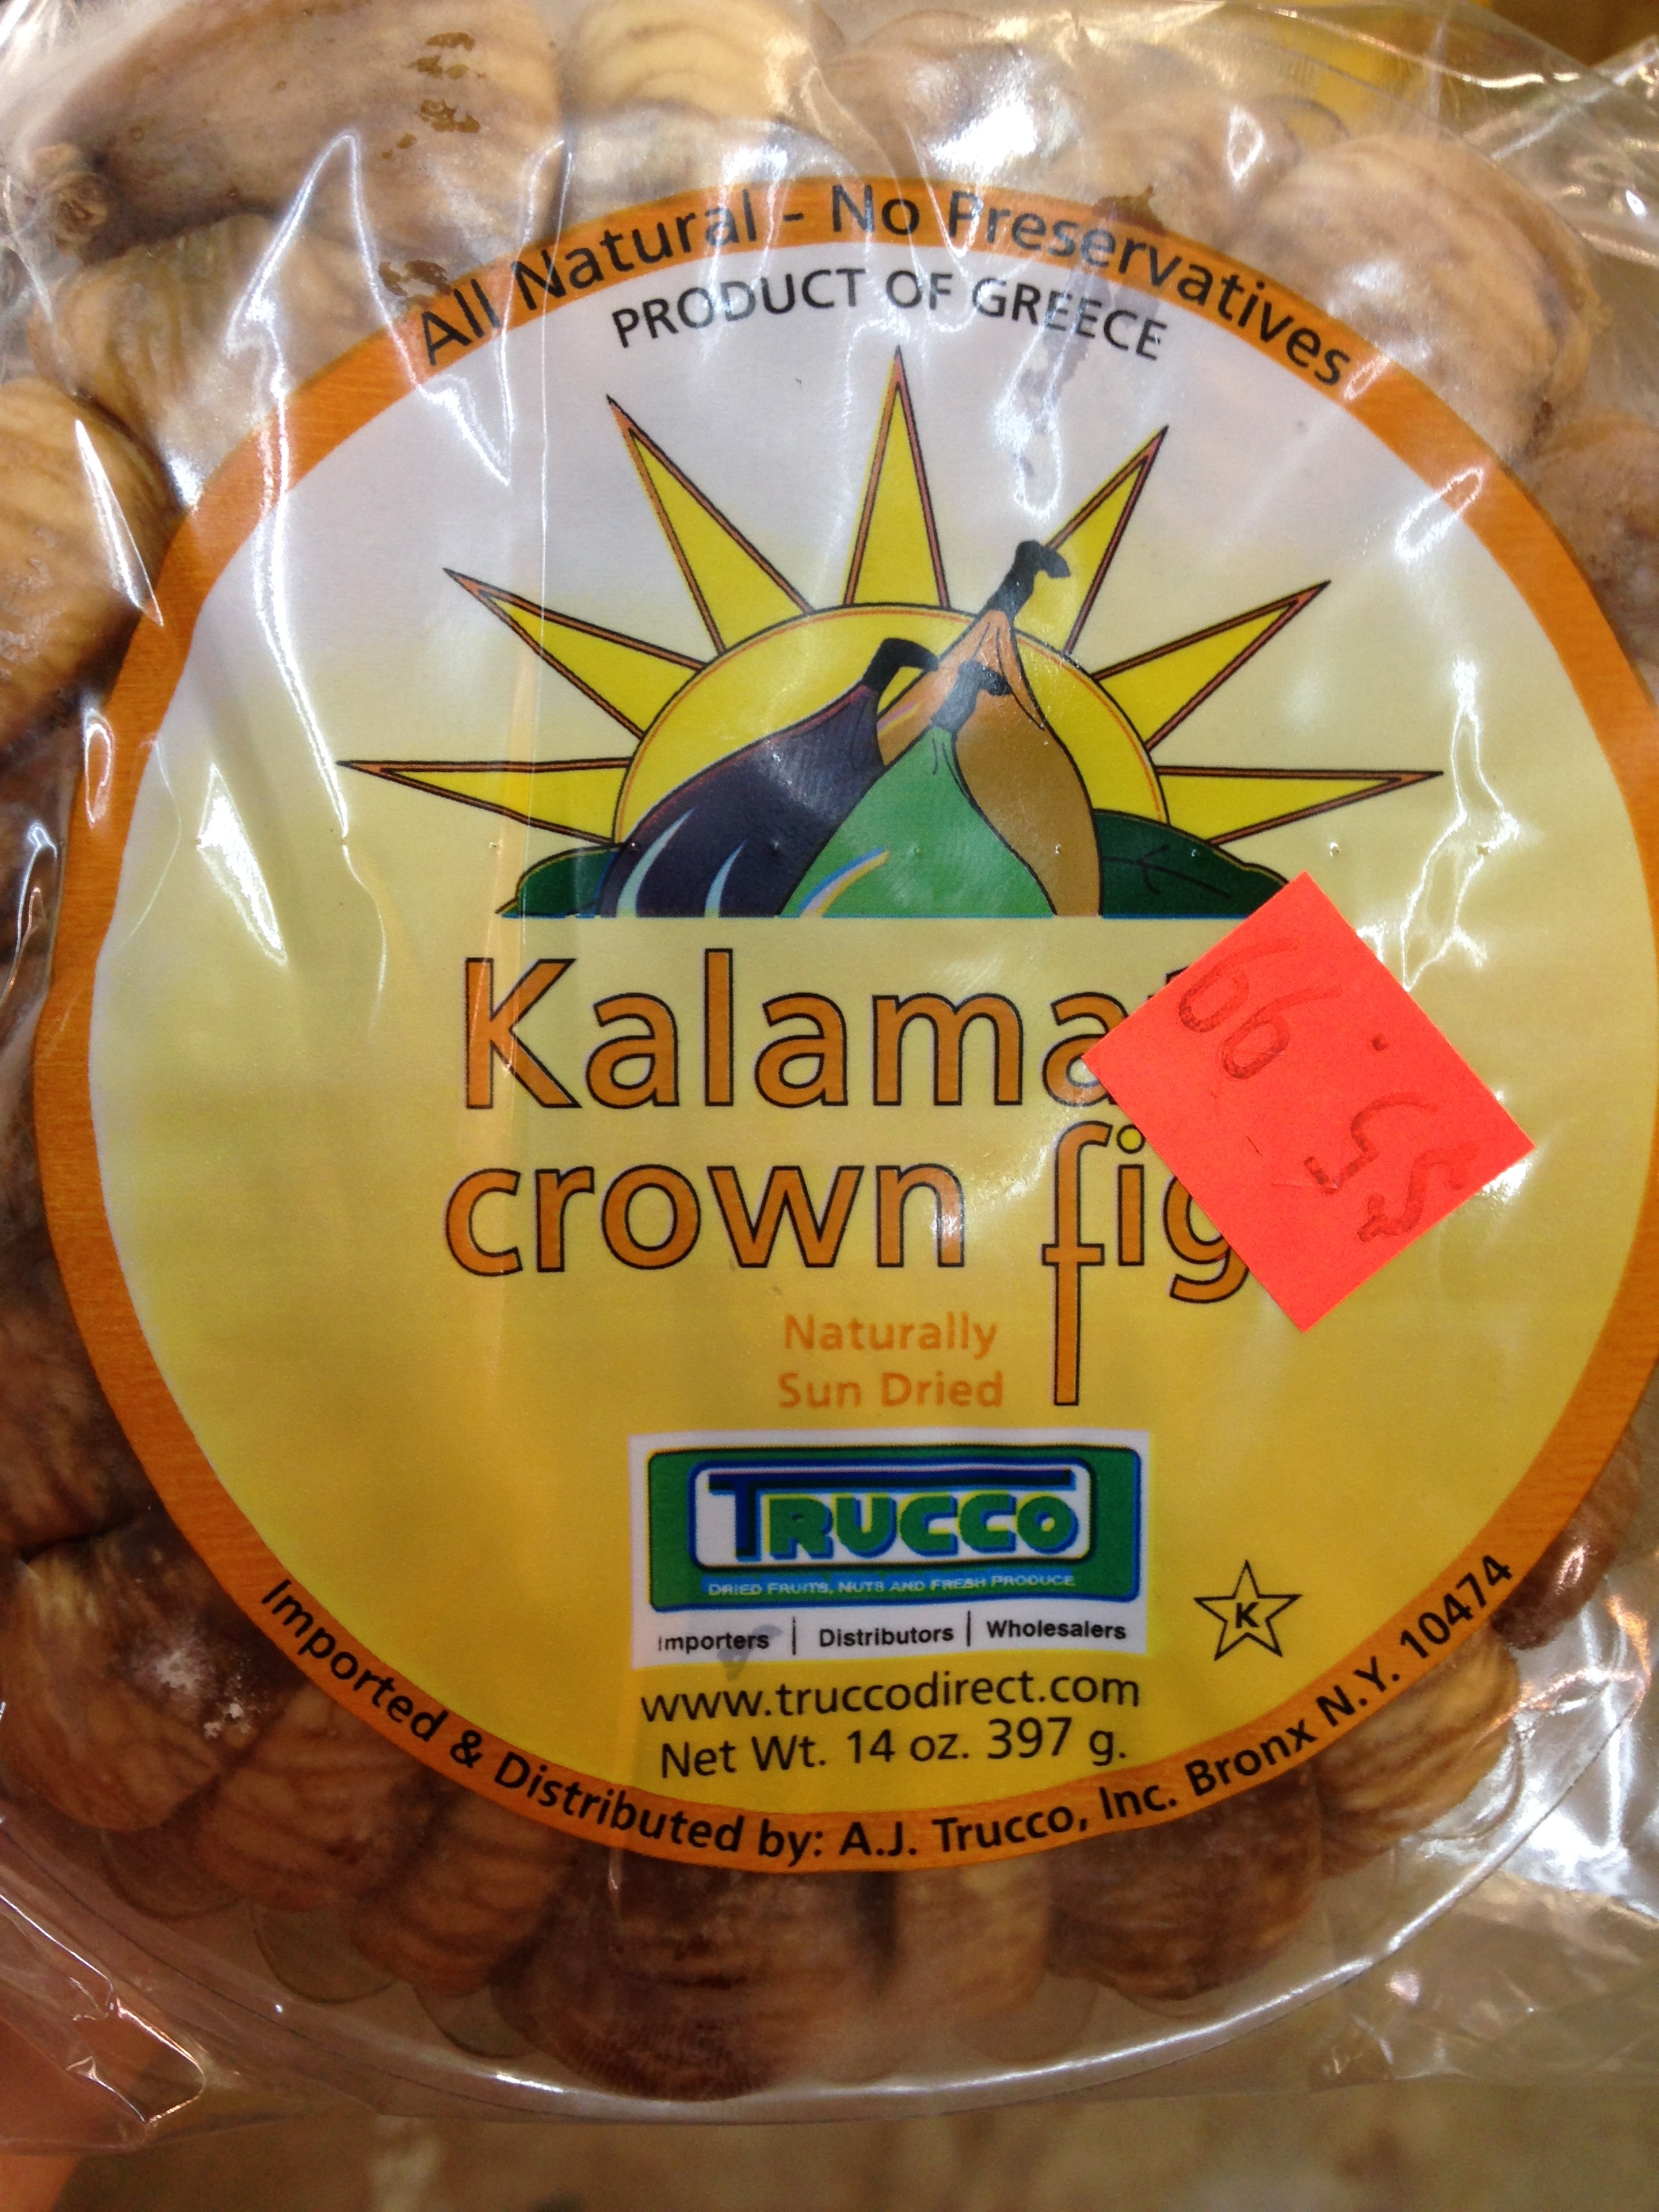 All Natural - No Preservatives
PRODUCT OF GREECE
Kalama
crown fig
$5.99
Naturally
Sun Dried
TRUCCO
DRIED FRUITS, NUTS AND FRESH PRODUCE
Importers | Distributors | Wholesalers
K
www.truccodirect.com
Net Wt. 14 oz. 397 g.
Imported & Distributed by: A.J. Trucco, Inc. Bronx N.Y. 10474